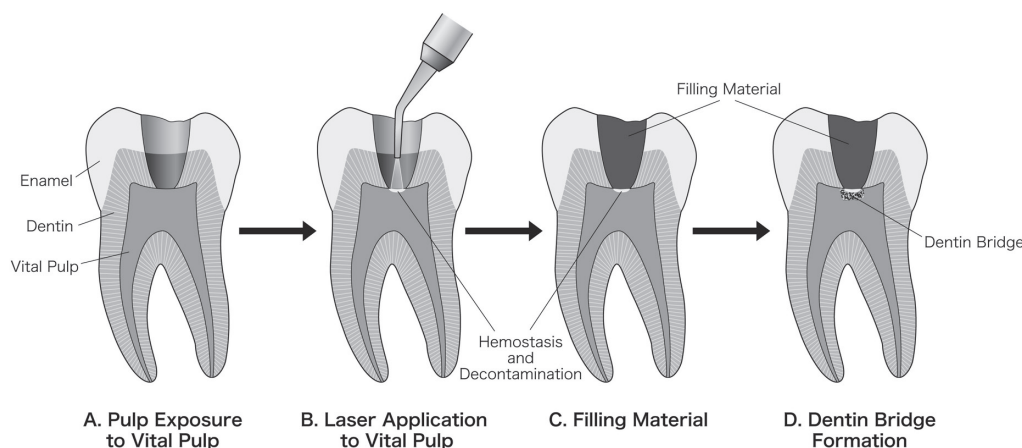 Filling Material
Enamel
Dentin
Vital Pulp
Dentin Bridge
Hemostasis
and
Decontamination
A. Pulp Exposure
to Vital Pulp
B. Laser Application
to Vital Pulp
C. Filling Material
D. Dentin Bridge
Formation